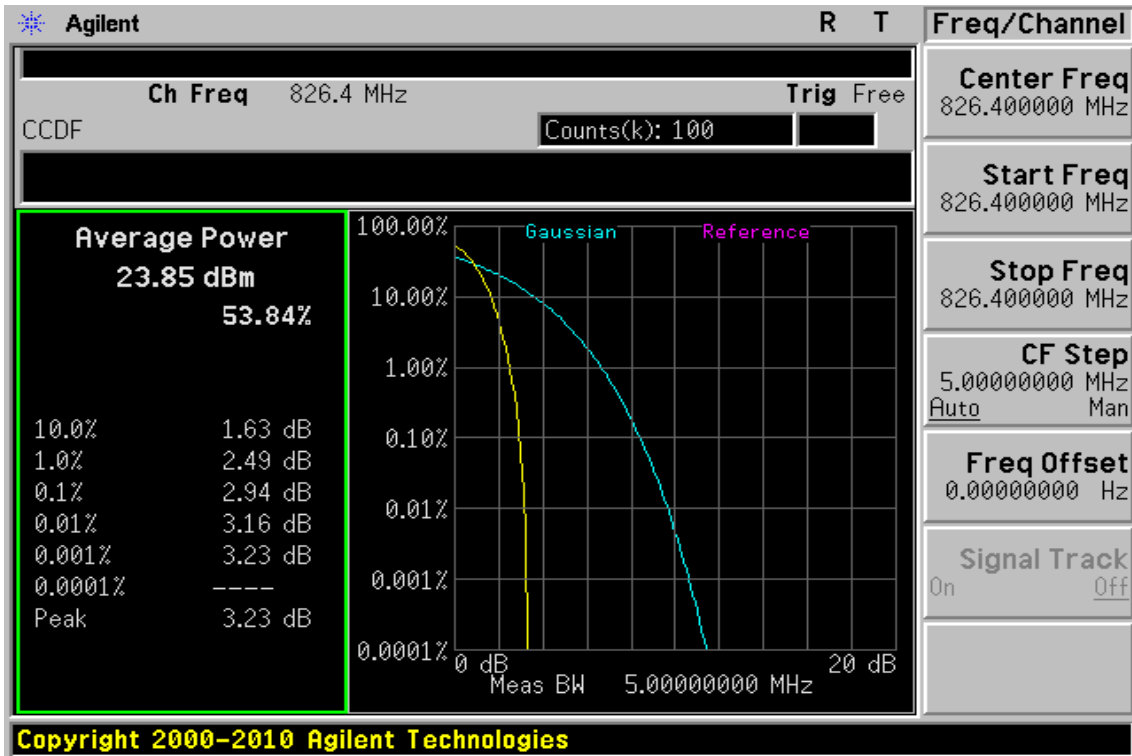 Agilent R T
Ch Freq 826.4 MHz Trig Free
CCDF Counts(k): 100
Average Power
23.85 dBm
53.84%
10.0% 1.63 dB
1.0% 2.49 dB
0.1% 2.94 dB
0.01% 3.16 dB
0.001% 3.23 dB
0.0001% ----
Peak 3.23 dB
Gaussian Reference
100.00%
10.00%
1.00%
0.10%
0.01%
0.001%
0.0001%
0 dB 20 dB
Meas BW 5.00000000 MHz
Freq/Channel
Center Freq
826.400000 MHz
Start Freq
826.400000 MHz
Stop Freq
826.400000 MHz
CF Step
5.00000000 MHz
Auto Man
Freq Offset
0.00000000 Hz
Signal Track
On Off
Copyright 2000-2010 Agilent Technologies